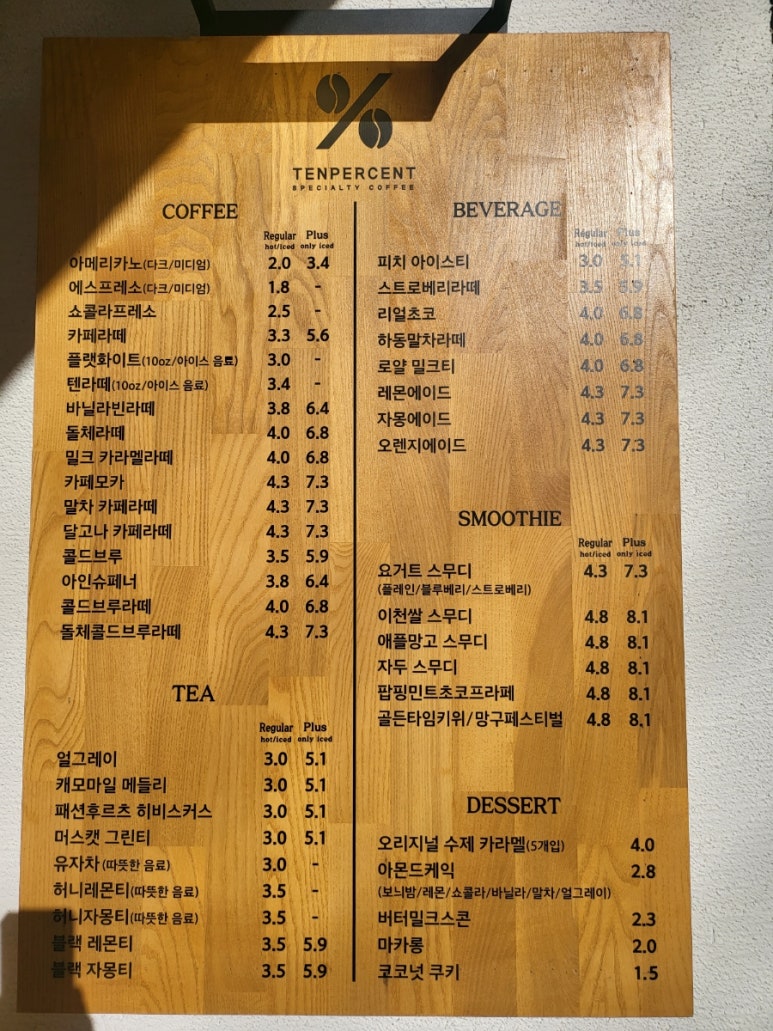 TENPERCENT
SPECIALTY COFFEE
COFFEE
Regular Plus
hot/iced only iced
아메리카노(다크/미디엄) 2.0 3.4
에스프레소(다크/미디엄) 1.8 -
쇼콜라프레소 2.5 -
카페라떼 3.3 5.6
플랫화이트(10oz/아이스 음료) 3.0 -
텐라떼(10oz/아이스 음료) 3.4 -
바닐라빈라떼 3.8 6.4
돌체라떼 4.0 6.8
밀크 카라멜라떼 4.0 6.8
카페모카 4.3 7.3
말차 카페라떼 4.3 7.3
달고나 카페라떼 4.3 7.3
콜드브루 3.5 5.9
아인슈페너 3.8 6.4
콜드브루라떼 4.0 6.8
돌체콜드브루라떼 4.3 7.3
TEA
Regular Plus
hot/iced only iced
얼그레이 3.0 5.1
캐모마일 메들리 3.0 5.1
패션후르츠 히비스커스 3.0 5.1
머스캣 그린티 3.0 5.1
유자차(따뜻한 음료) 3.0 -
허니레몬티(따뜻한 음료) 3.5 -
허니자몽티(따뜻한 음료) 3.5 -
블랙 레몬티 3.5 5.9
블랙 자몽티 3.5 5.9
BEVERAGE
Regular Plus
hot/iced only iced
피치 아이스티 3.0 5.1
스트로베리라떼 3.5 5.9
리얼초코 4.0 6.8
하동말차라떼 4.0 6.8
로얄 밀크티 4.0 6.8
레몬에이드 4.3 7.3
자몽에이드 4.3 7.3
오렌지에이드 4.3 7.3
SMOOTHIE
Regular Plus
hot/iced only iced
요거트 스무디 4.3 7.3
(플레인/블루베리/스트로베리)
이천쌀 스무디 4.8 8.1
애플망고 스무디 4.8 8.1
자두 스무디 4.8 8.1
팝핑민트초코프라페 4.8 8.1
골든타임키위/망구페스티벌 4.8 8.1
DESSERT
오리지널 수제 카라멜(5개입) 4.0
아몬드케익 2.8
(보늬밤/레몬/쇼콜라/바닐라/말차/얼그레이)
버터밀크스콘 2.3
마카롱 2.0
코코넛 쿠키 1.5